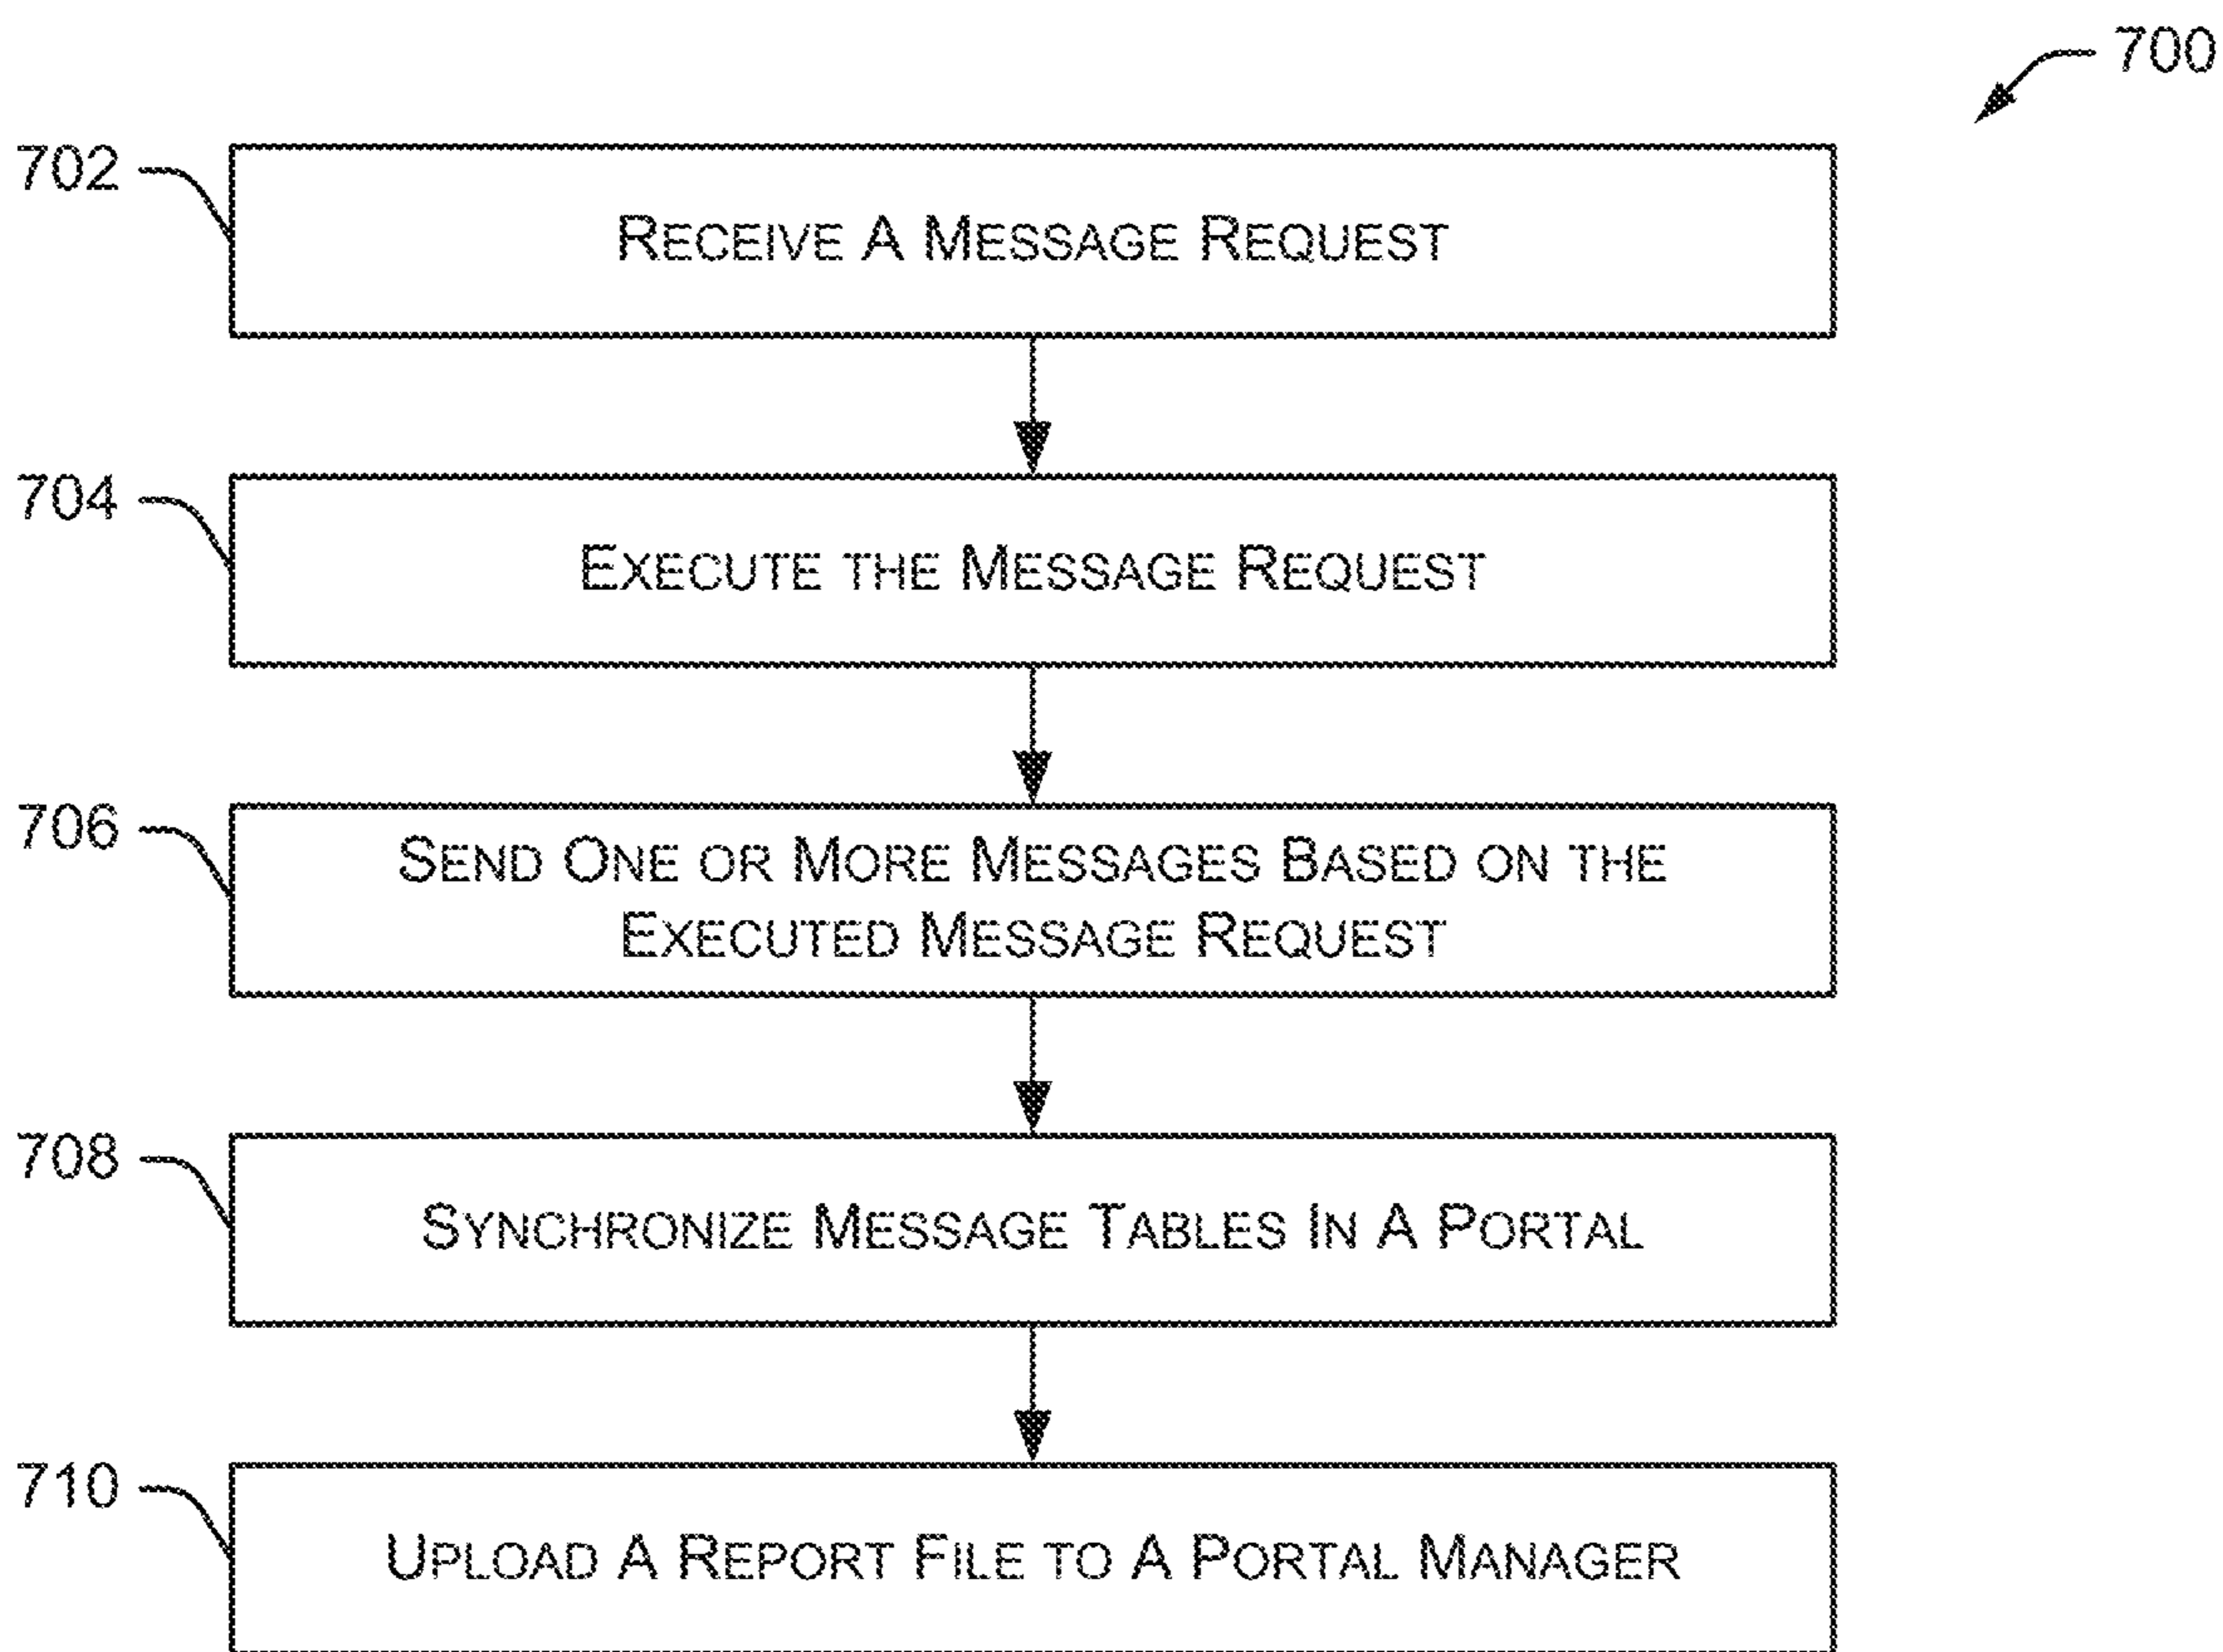 700
702
RECEIVE A MESSAGE REQUEST
704
EXECUTE THE MESSAGE REQUEST
706
SEND ONE OR MORE MESSAGES BASED ON THE
EXECUTED MESSAGE REQUEST
708
SYNCHRONIZE MESSAGE TABLES IN A PORTAL
710
UPLOAD A REPORT FILE TO A PORTAL MANAGER